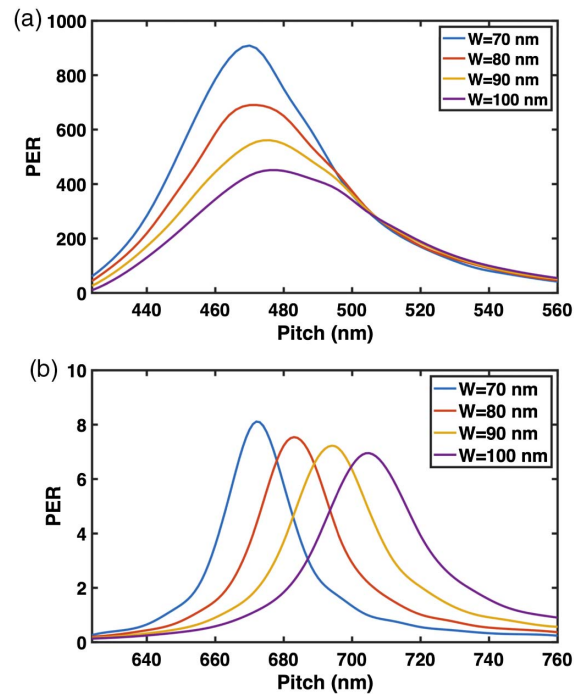 (a)
1000
800
600
400
200
0
PER
W=70 nm
W=80 nm
W=90 nm
W=100 nm
440 460 480 500 520 540 560
Pitch (nm)
(b)
10
8
6
4
2
0
PER
W=70 nm
W=80 nm
W=90 nm
W=100 nm
640 660 680 700 720 740 760
Pitch (nm)